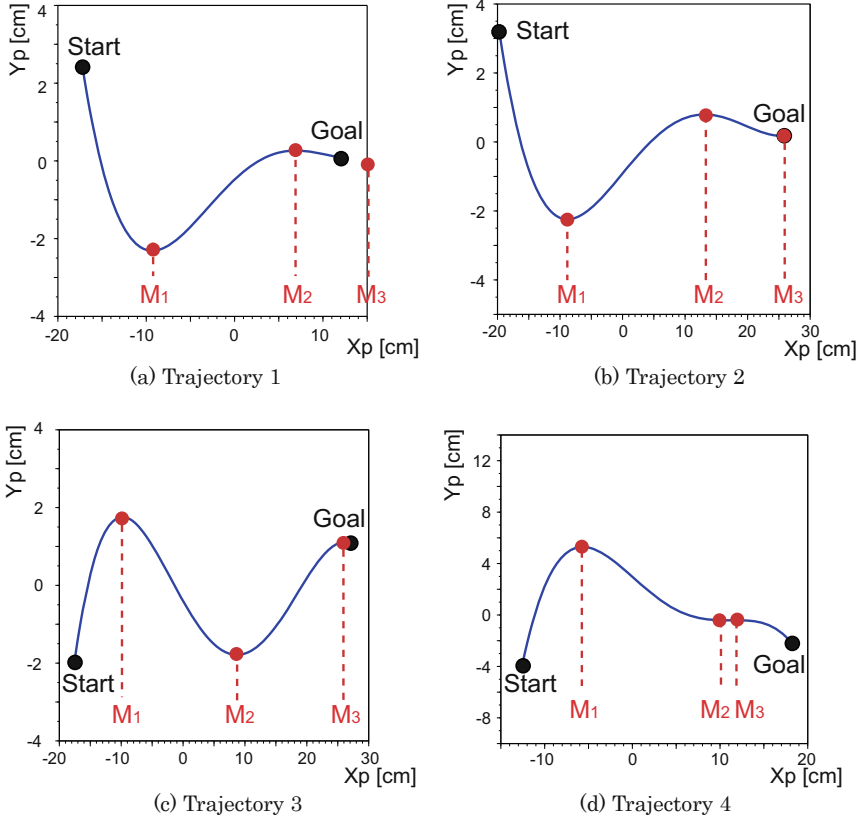 Yp [cm]
4
2
0
-2
-4
Start
Goal
M1
M2
M3
-20
-10
0
10
Xp [cm]
(a) Trajectory 1
Yp [cm]
4
2
0
-2
-4
Start
Goal
M1
M2
M3
-20
-10
0
10
20
30
Xp [cm]
(b) Trajectory 2
Yp [cm]
4
2
0
-2
-4
Goal
Start
M1
M2
M3
-20
-10
0
10
20
30
Xp [cm]
(c) Trajectory 3
Yp [cm]
12
8
4
0
-4
-8
Start
Goal
M1
M2
M3
-10
0
10
20
Xp [cm]
(d) Trajectory 4